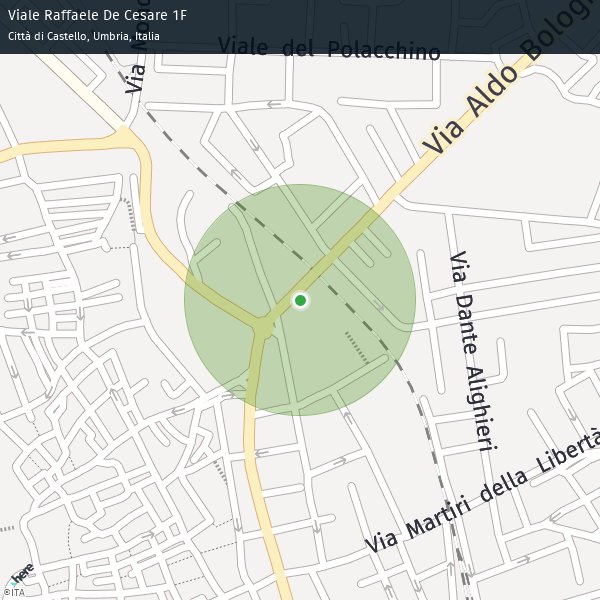 Viale Raffaele De Cesare 1F
Città di Castello, Umbria, Italia
Viale del Polacchino
Via Aldo Bologn
Via Dante Alighieri
Via Martiri della Libertà
here
©ITA